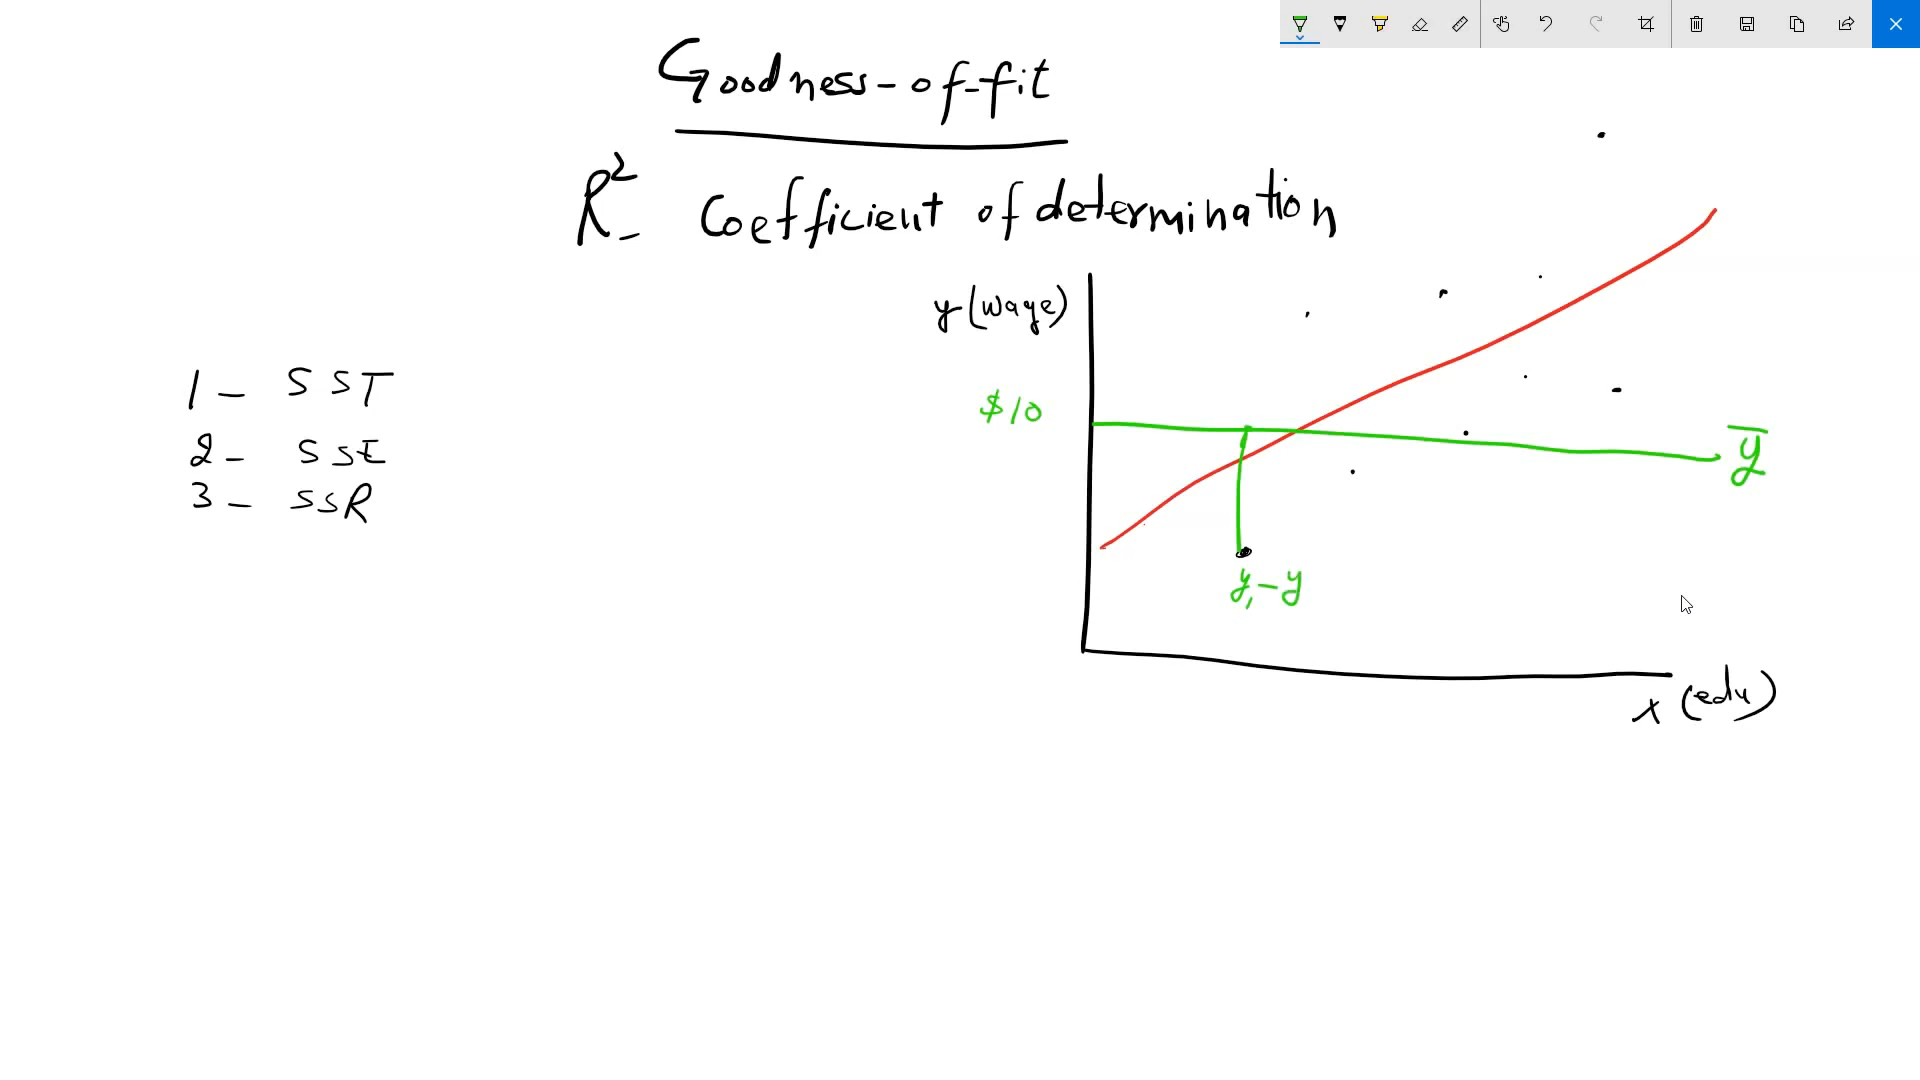 Goodness-of-fit
R² - Coefficient of determination
y (wage)
1 - SST
$10
2 - SSE
ȳ
3 - SSR
y₁ - y
x (edu)